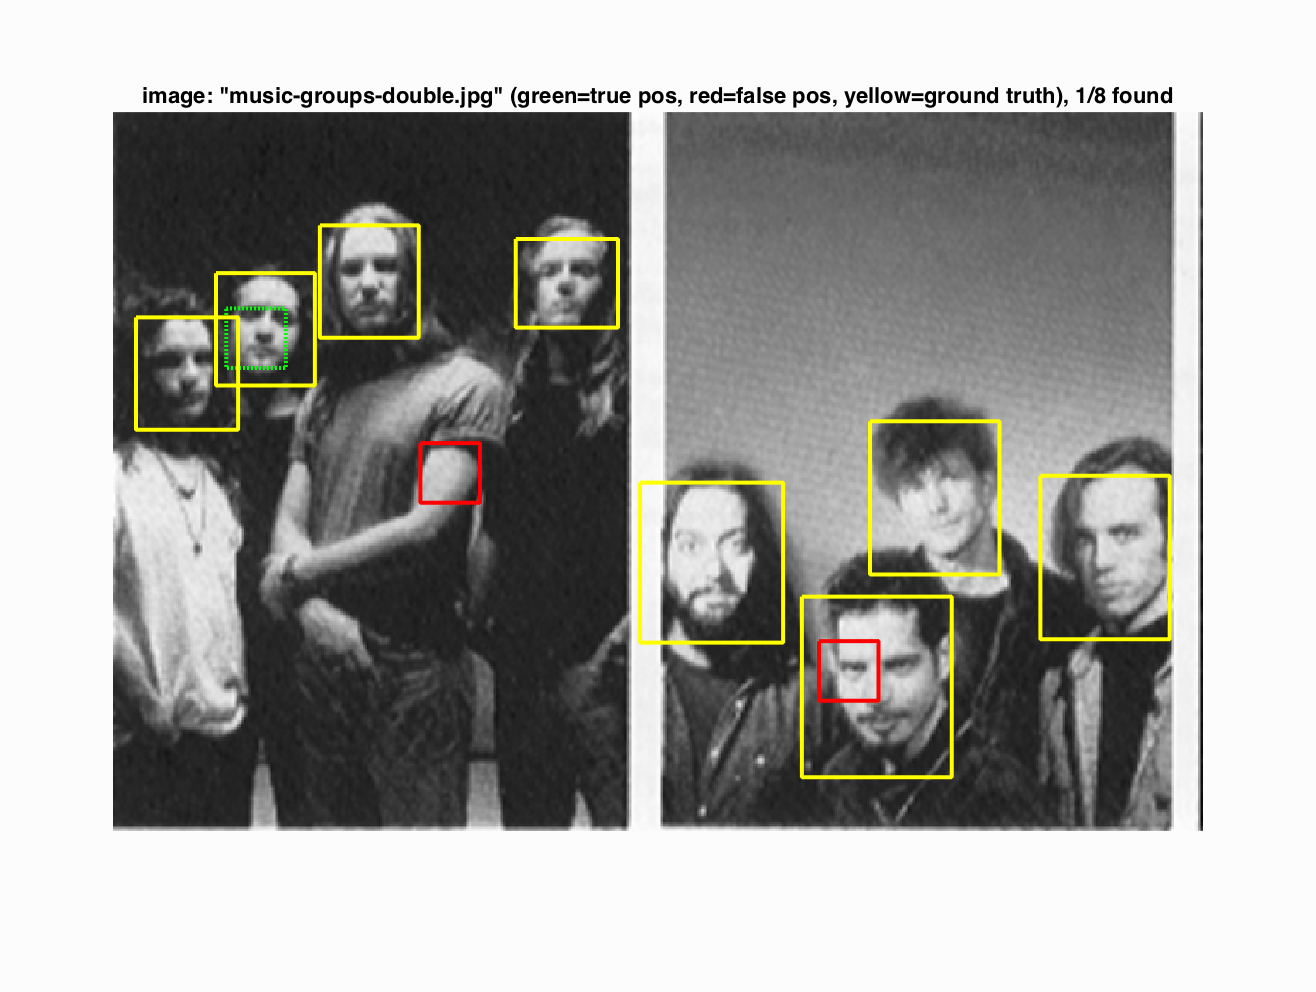 image: "music-groups-double.jpg" (green=true pos, red=false pos, yellow=ground truth), 1/8 found